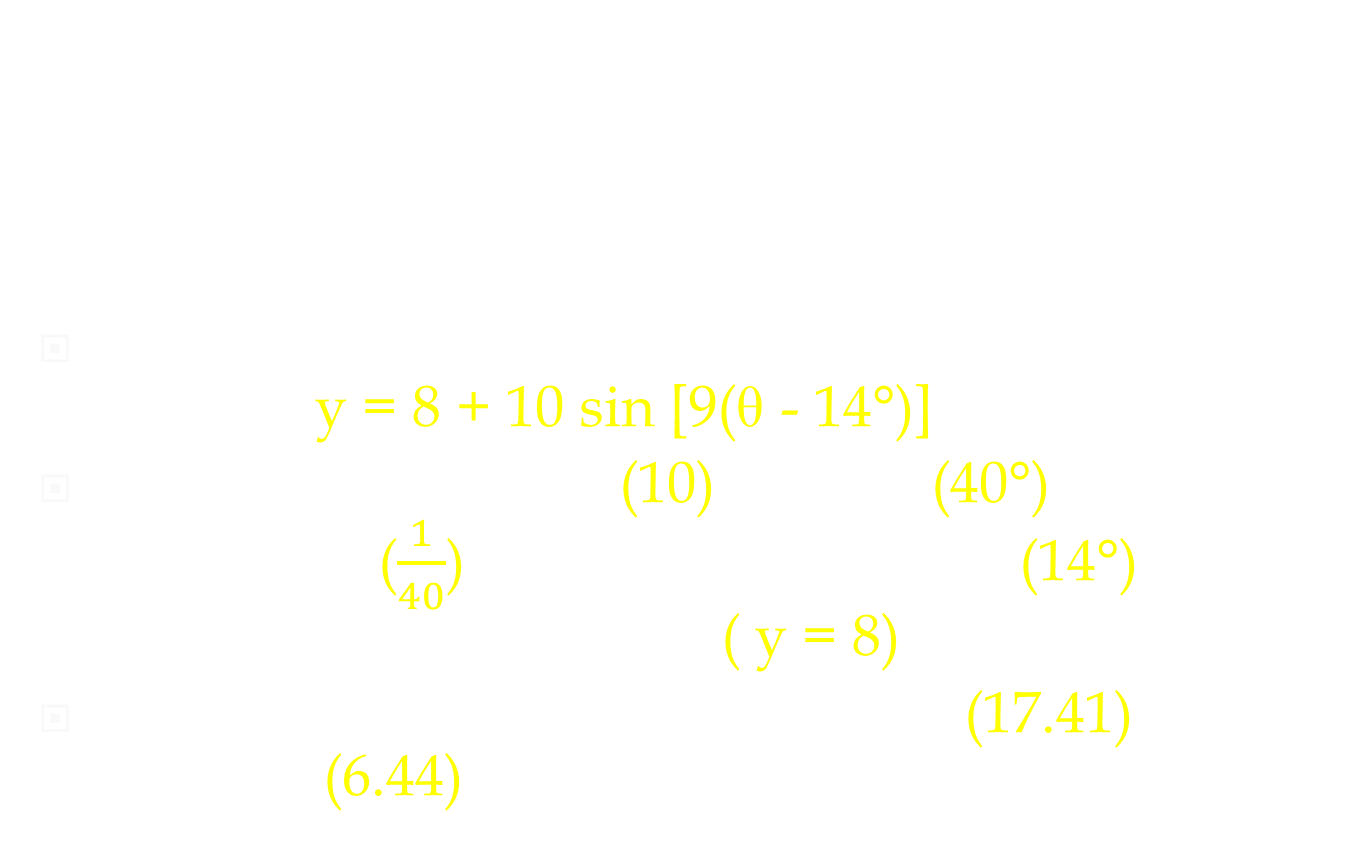 y = 8 + 10 sin [9(θ - 14°)]
(10) (40°)
(1/40) (14°)
( y = 8)
(17.41)
(6.44)